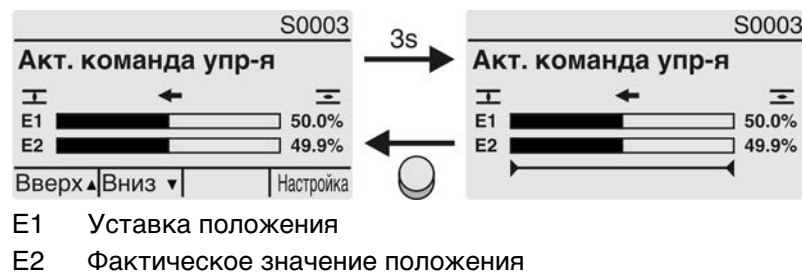 S0003
Акт. команда упр-я
E1 50.0%
E2 49.9%
Вверх▲ Вниз ▼ Настройка
3s
S0003
Акт. команда упр-я
E1 50.0%
E2 49.9%
E1 Уставка положения
E2 Фактическое значение положения